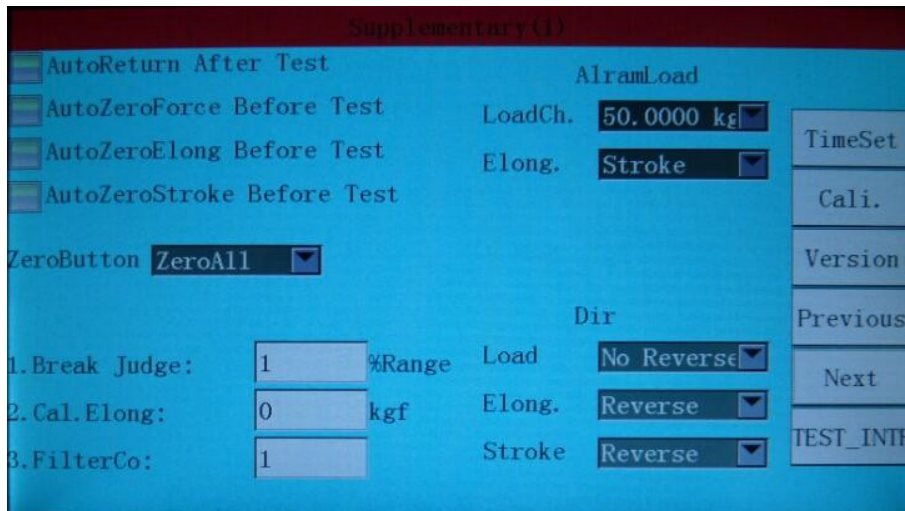 Supplementary(1)
AutoReturn After Test
AutoZeroForce Before Test
AutoZeroElong Before Test
AutoZeroStroke Before Test
ZeroButton ZeroAll
1.Break Judge: 1 %Range
2.Cal.Elong: 0 kgf
3.FilterCo: 1
AlramLoad
LoadCh. 50.0000 kg
Elong. Stroke
Dir
Load No Reverse
Elong. Reverse
Stroke Reverse
TimeSet
Cali.
Version
Previous
Next